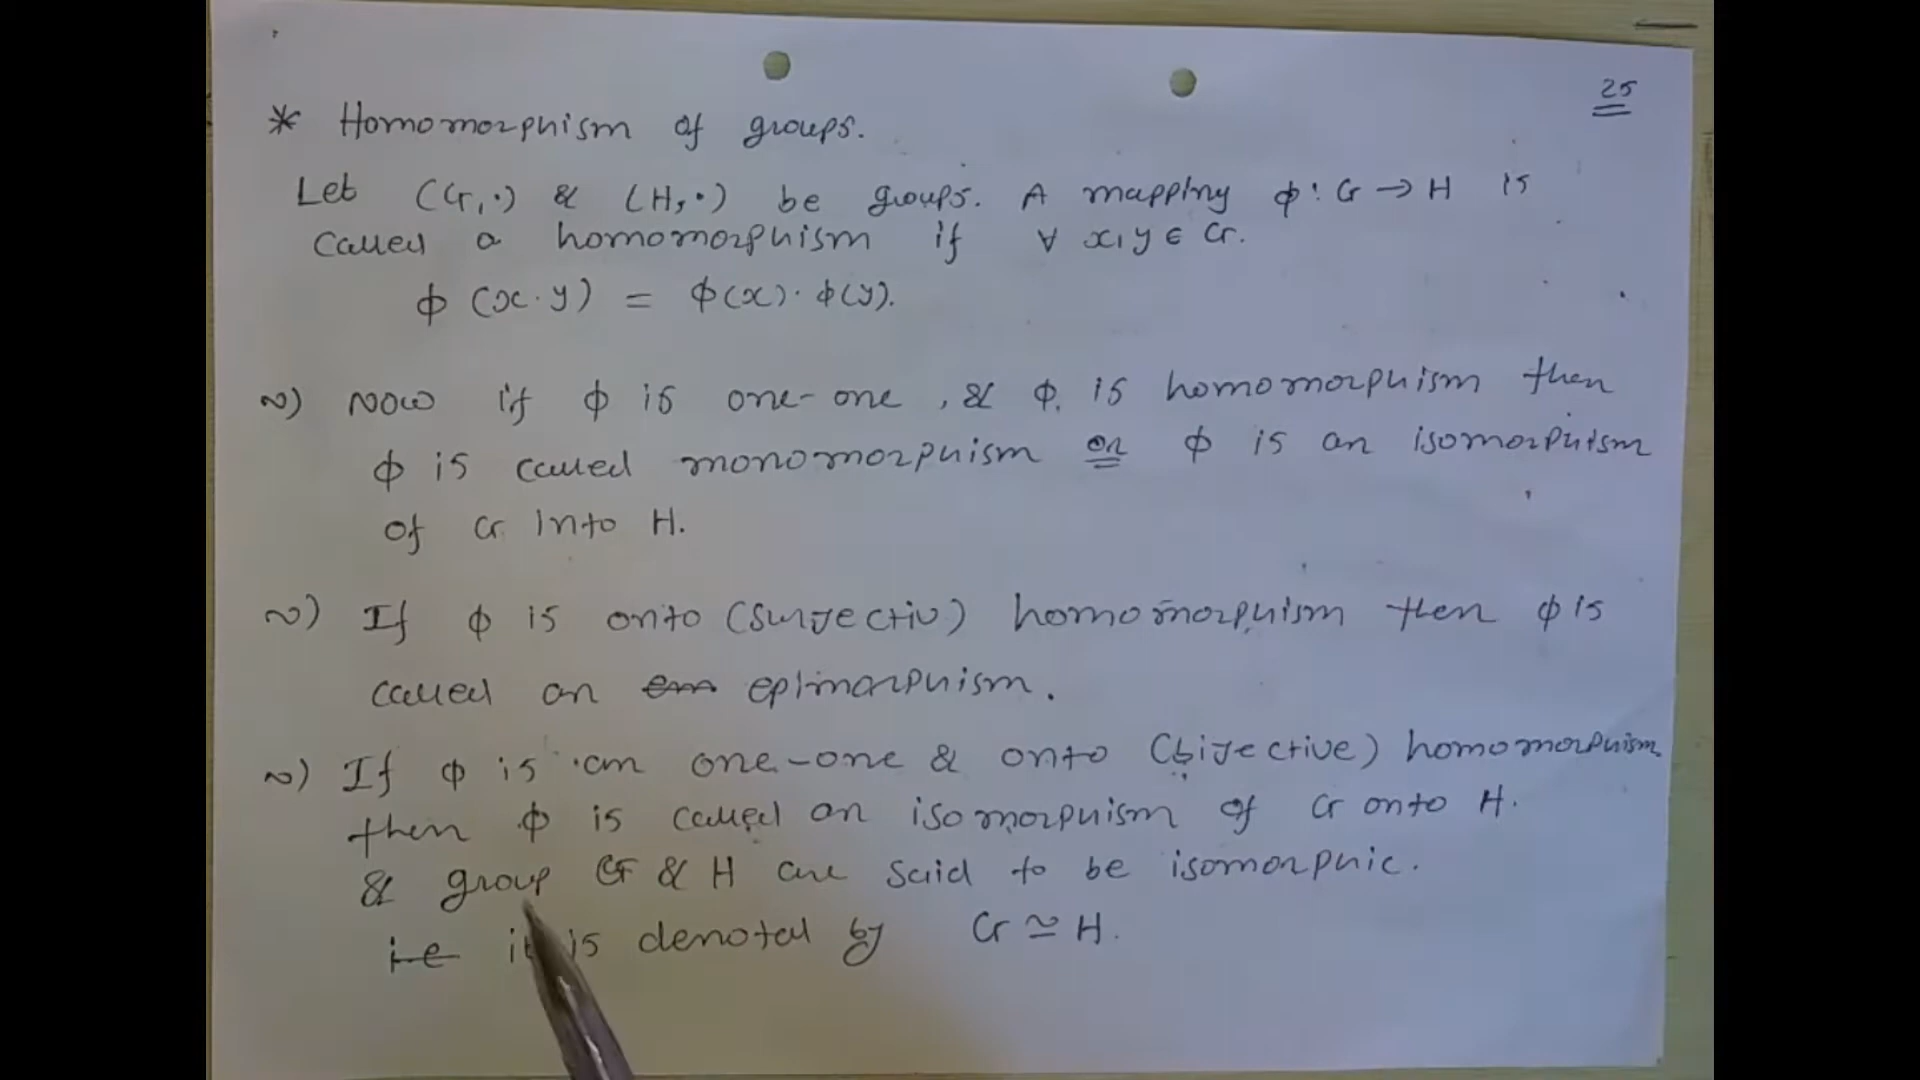 25
* Homomorphism of groups.
Let (G,·) & (H,·) be groups. A mapping ϕ: G → H is
called a homomorphism if ∀ x, y ∈ G.
ϕ (x·y) = ϕ(x)·ϕ(y).
~) Now if ϕ is one-one, & ϕ is homomorphism then
ϕ is called monomorphism or ϕ is an isomorphism
of G into H.
~) If ϕ is onto (surjectiv) homomorphism then ϕ is
called an em epimorphism.
~) If ϕ is an one-one & onto (bijective) homomorphism
then ϕ is called an isomorphism of G onto H.
& group G & H are said to be isomorphic.
i.e it is denoted by G ≃ H.